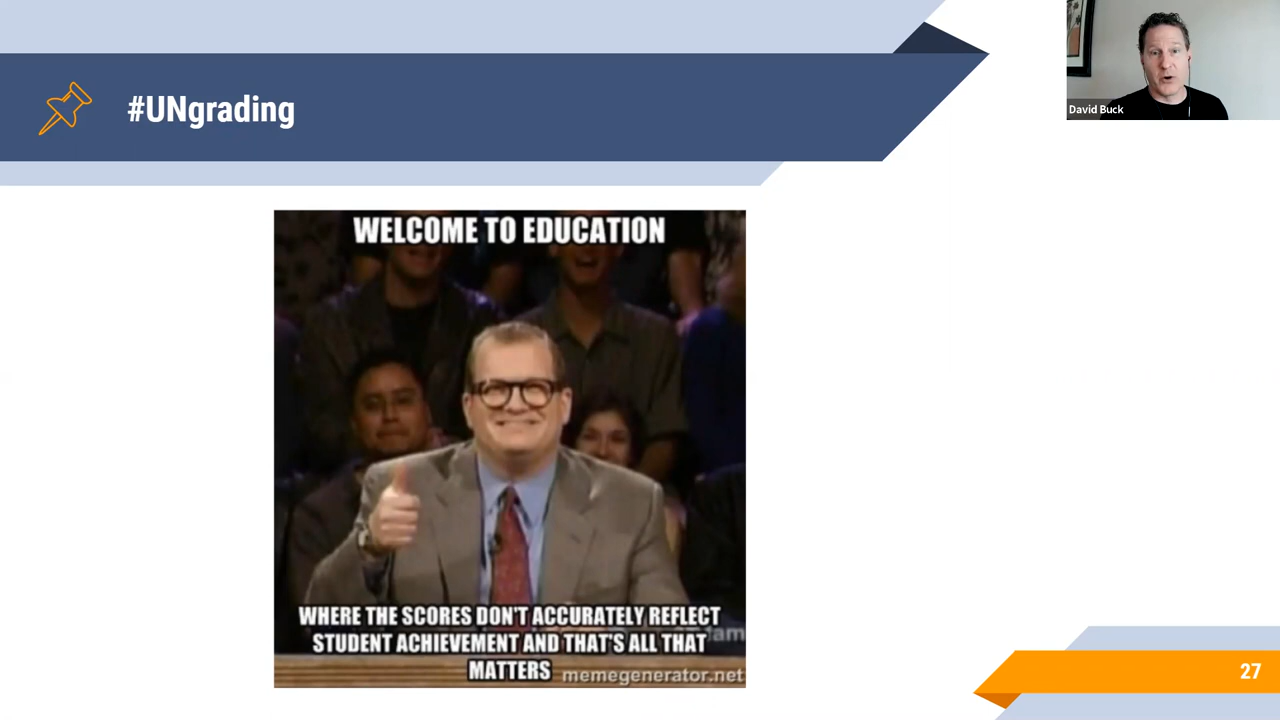 #UNgrading
David Buck
WELCOME TO EDUCATION
WHERE THE SCORES DON'T ACCURATELY REFLECT
STUDENT ACHIEVEMENT AND THAT'S ALL THAT
MATTERS
memegenerator.net
27